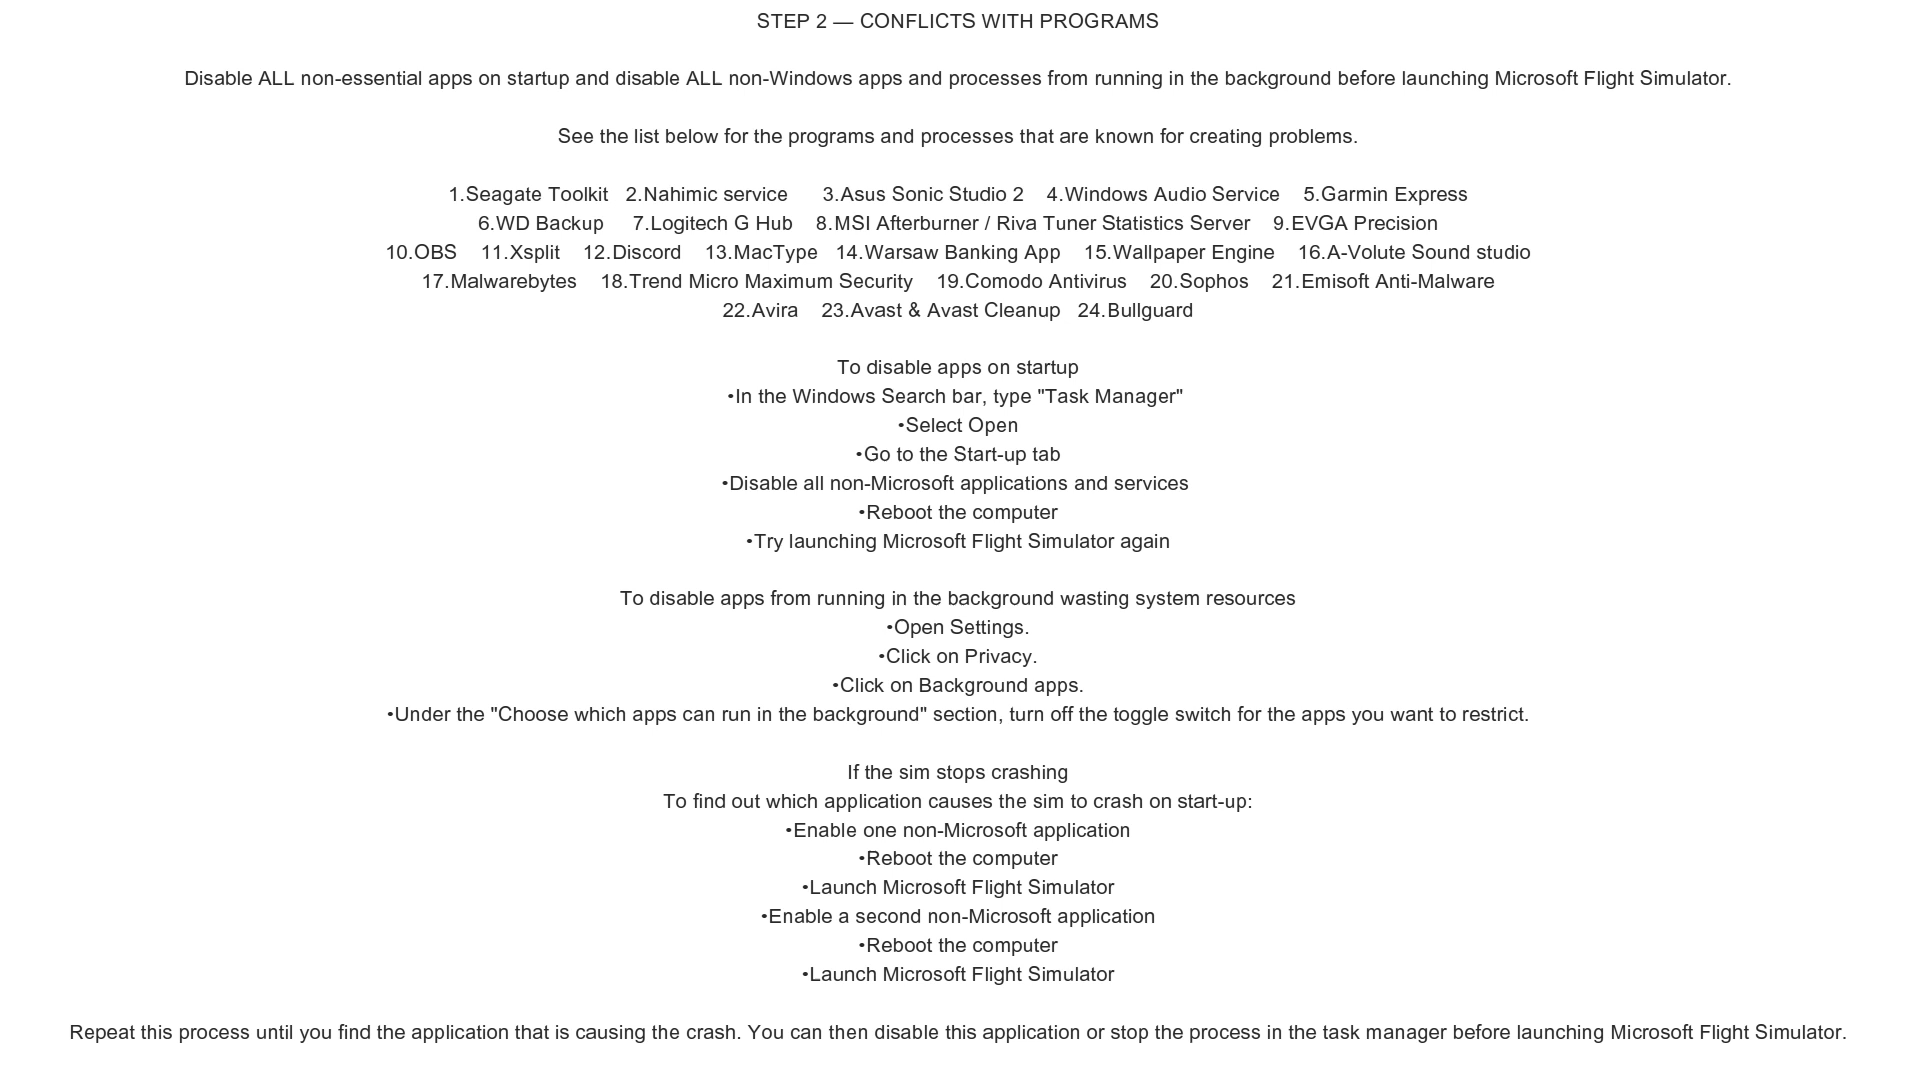 STEP 2 — CONFLICTS WITH PROGRAMS
Disable ALL non-essential apps on startup and disable ALL non-Windows apps and processes from running in the background before launching Microsoft Flight Simulator.
See the list below for the programs and processes that are known for creating problems.
1.Seagate Toolkit 2.Nahimic service 3.Asus Sonic Studio 2 4.Windows Audio Service 5.Garmin Express
6.WD Backup 7.Logitech G Hub 8.MSI Afterburner / Riva Tuner Statistics Server 9.EVGA Precision
10.OBS 11.Xsplit 12.Discord 13.MacType 14.Warsaw Banking App 15.Wallpaper Engine 16.A-Volute Sound studio
17.Malwarebytes 18.Trend Micro Maximum Security 19.Comodo Antivirus 20.Sophos 21.Emisoft Anti-Malware
22.Avira 23.Avast & Avast Cleanup 24.Bullguard
To disable apps on startup
•In the Windows Search bar, type "Task Manager"
•Select Open
•Go to the Start-up tab
•Disable all non-Microsoft applications and services
•Reboot the computer
•Try launching Microsoft Flight Simulator again
To disable apps from running in the background wasting system resources
•Open Settings.
•Click on Privacy.
•Click on Background apps.
•Under the "Choose which apps can run in the background" section, turn off the toggle switch for the apps you want to restrict.
If the sim stops crashing
To find out which application causes the sim to crash on start-up:
•Enable one non-Microsoft application
•Reboot the computer
•Launch Microsoft Flight Simulator
•Enable a second non-Microsoft application
•Reboot the computer
•Launch Microsoft Flight Simulator
Repeat this process until you find the application that is causing the crash. You can then disable this application or stop the process in the task manager before launching Microsoft Flight Simulator.